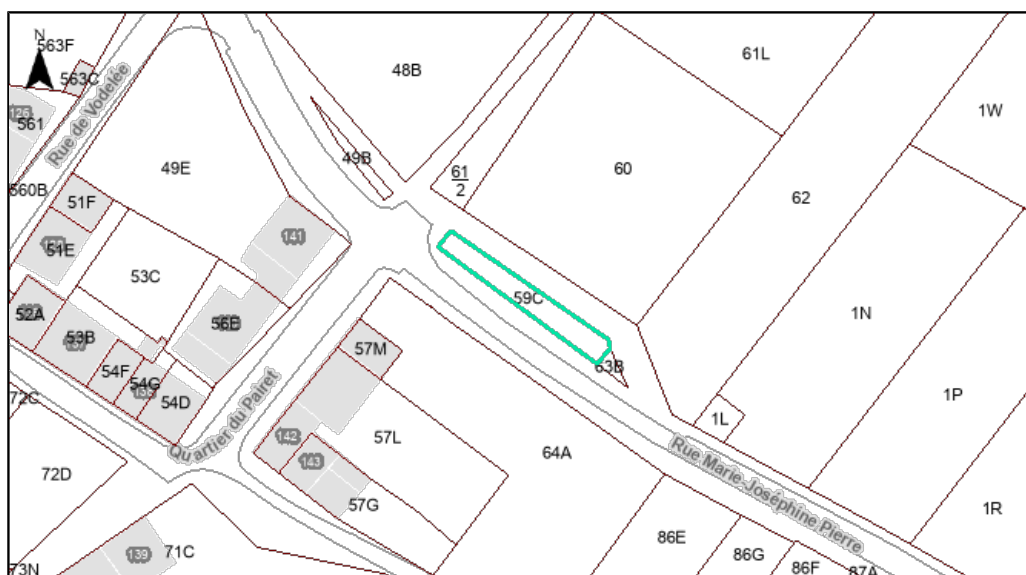 N
563F
48B
61L
563C
126
561
1W
Rue de Vodelée
49B
49E
61
2
60
560B
62
51F
141
51E
53C
59C
52A
56E
1N
53B
57M
63B
54F
54G
54D
1P
72C
1L
Quartier du Pairet
142
57L
64A
143
72D
Rue Marie-Joséphine Pierre
57G
1R
86E
71C
139
86G
73N
86F
87A